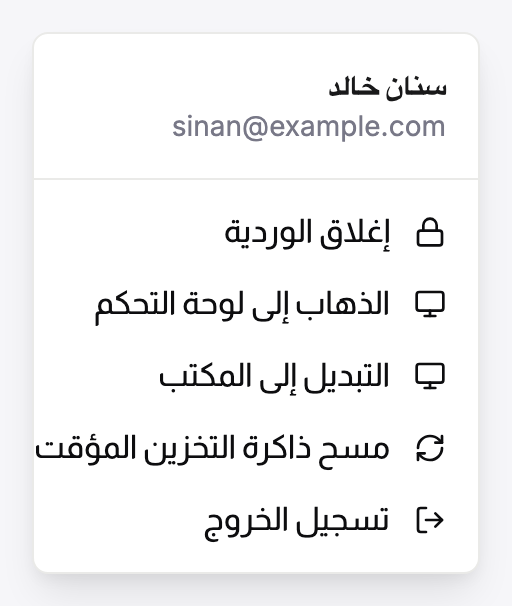 سنان خالد
sinan@example.com
إغلاق الوردية
الذهاب إلى لوحة التحكم
التبديل إلى المكتب
مسح ذاكرة التخزين المؤقت
تسجيل الخروج